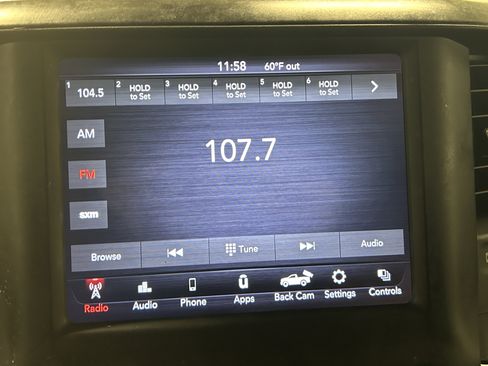 11:58 60°F out
1 104.5 2 HOLD to Set 3 HOLD to Set 4 HOLD to Set 5 HOLD to Set 6 HOLD to Set
AM
107.7
FM
sxm
Browse Tune Audio
Radio Audio Phone Apps Back Cam Settings Controls